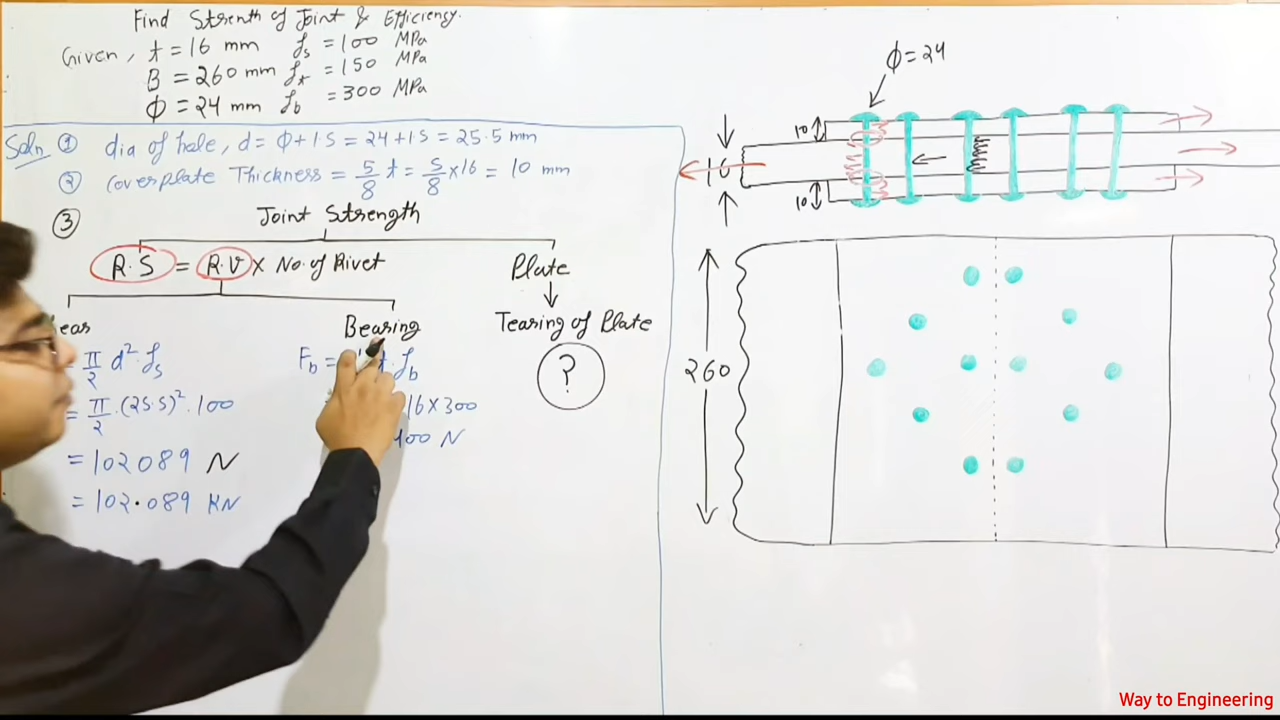 Find Strenth of Joint & Efficiency.
Given, t = 16 mm fs = 100 MPa
B = 260 mm ft = 150 MPa
Φ = 24 mm fb = 300 MPa
Soln ① dia of hole, d = Φ + 1.5 = 24 + 1.5 = 25.5 mm
② Coverplate Thickness = 5/8 t = 5/8 × 16 = 10 mm
③ Joint Strength
R.S = R.V × No. of Rivet
Plate
Bearing
Tearing of Plate
π/2 d² fs
Fb =
t. fb
?
= π/2 . (25.5)² . 100
16 × 300
= 102089 N
400 N
= 102.089 KN
Φ = 24
10
16
10
260
Way to Engineering